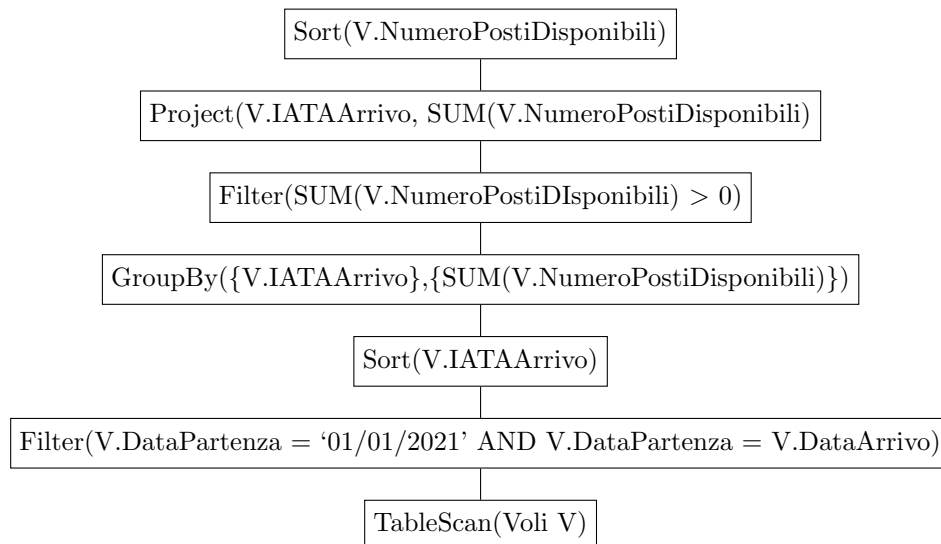 Sort(V.NumeroPostiDisponibili)
Project(V.IATAArrivo, SUM(V.NumeroPostiDisponibili)
Filter(SUM(V.NumeroPostiDIsponibili) > 0)
GroupBy({V.IATAArrivo},{SUM(V.NumeroPostiDisponibili)})
Sort(V.IATAArrivo)
Filter(V.DataPartenza = ‘01/01/2021’ AND V.DataPartenza = V.DataArrivo)
TableScan(Voli V)